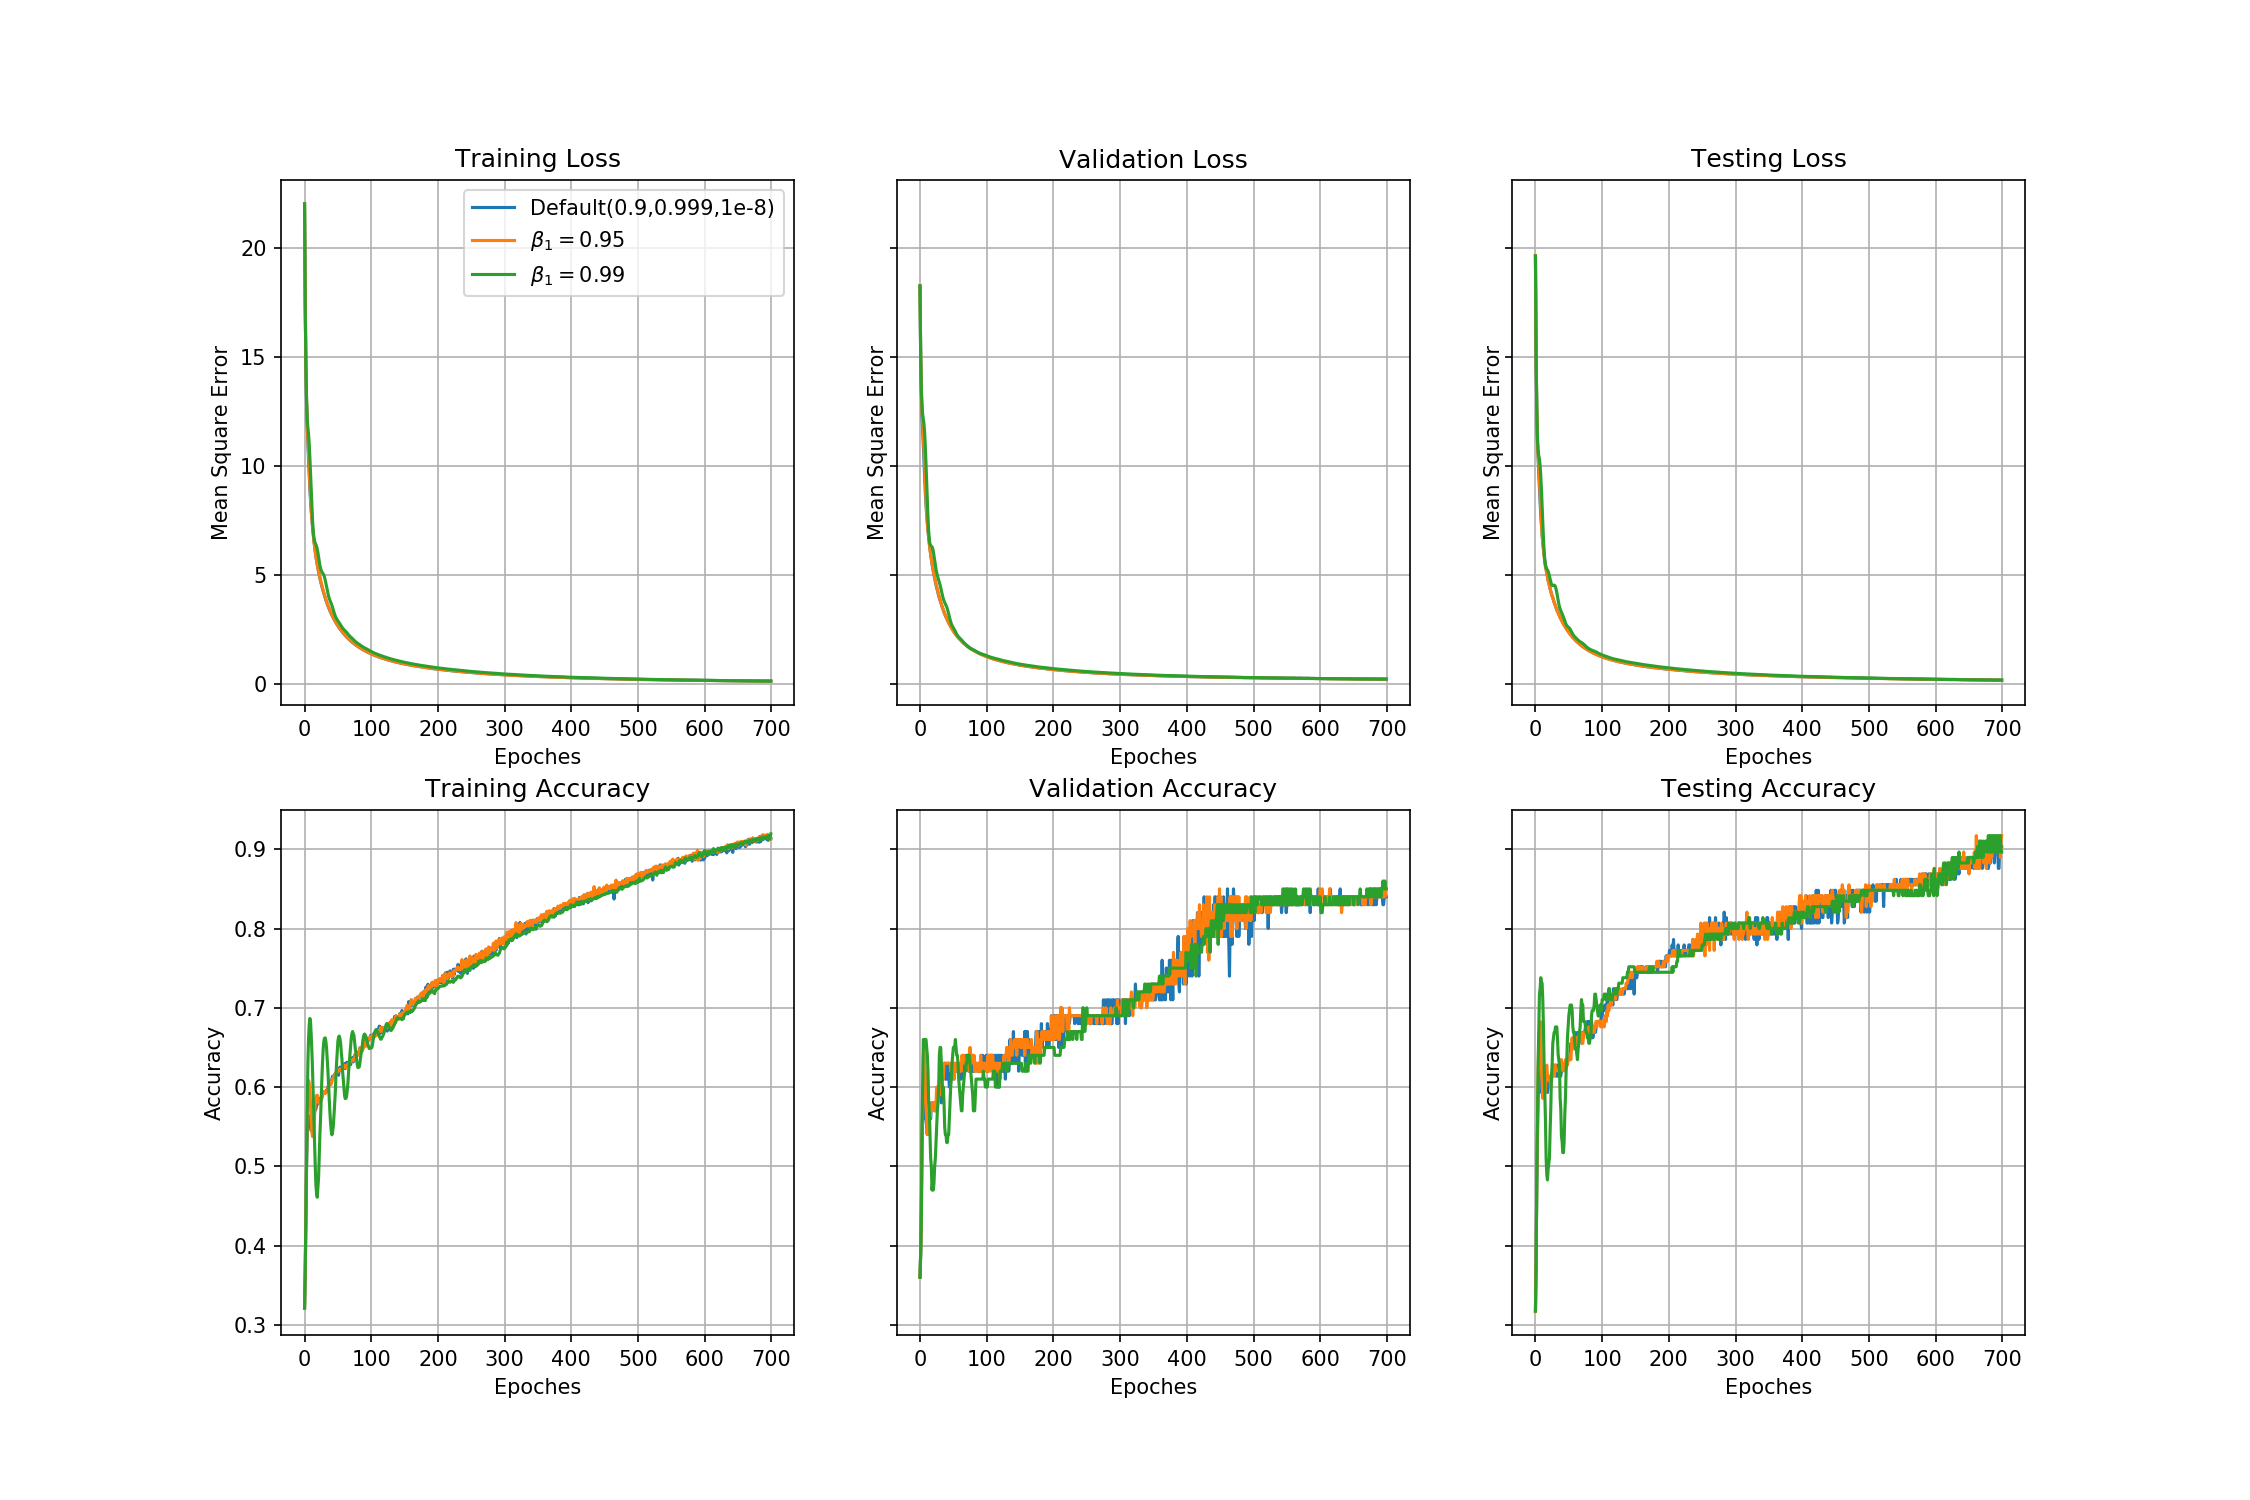 Training Loss
Validation Loss
Testing Loss
Default(0.9,0.999,1e-8)
β₁ = 0.95
β₁ = 0.99
20
15
10
5
0
Mean Square Error
Mean Square Error
Mean Square Error
0 100 200 300 400 500 600 700
0 100 200 300 400 500 600 700
0 100 200 300 400 500 600 700
Epoches
Epoches
Epoches
Training Accuracy
Validation Accuracy
Testing Accuracy
0.9
0.8
0.7
0.6
0.5
0.4
0.3
Accuracy
Accuracy
Accuracy
0 100 200 300 400 500 600 700
0 100 200 300 400 500 600 700
0 100 200 300 400 500 600 700
Epoches
Epoches
Epoches